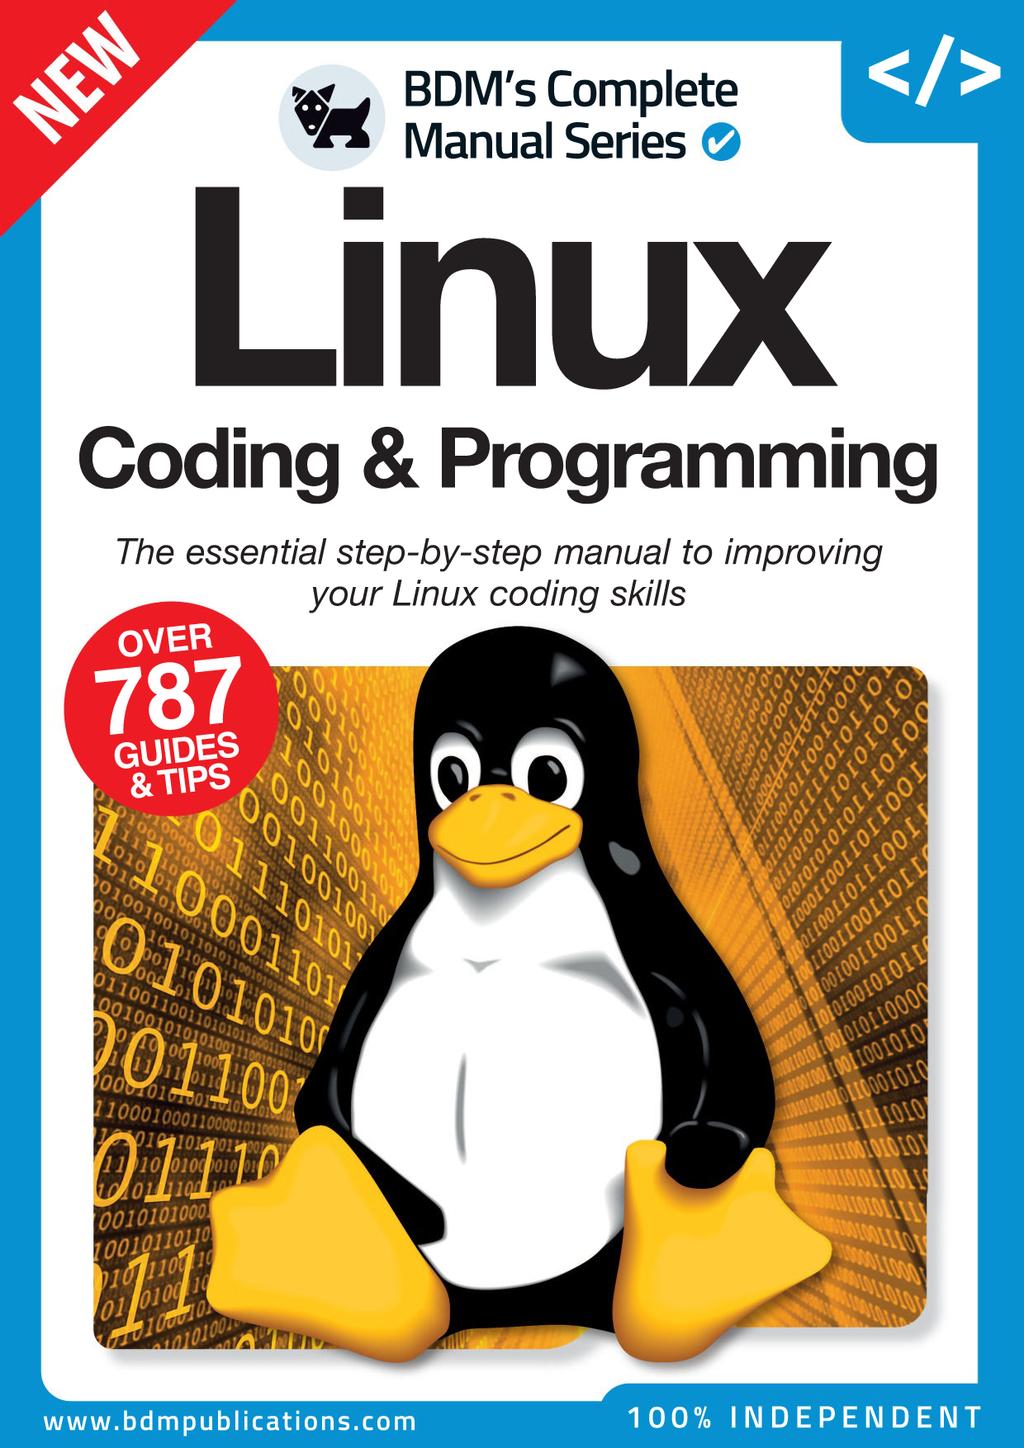 NEW
</>
BDM's Complete
Manual Series
Linux
Coding & Programming
The essential step-by-step manual to improving
your Linux coding skills
OVER
787
GUIDES
& TIPS
www.bdmpublications.com
100% INDEPENDENT